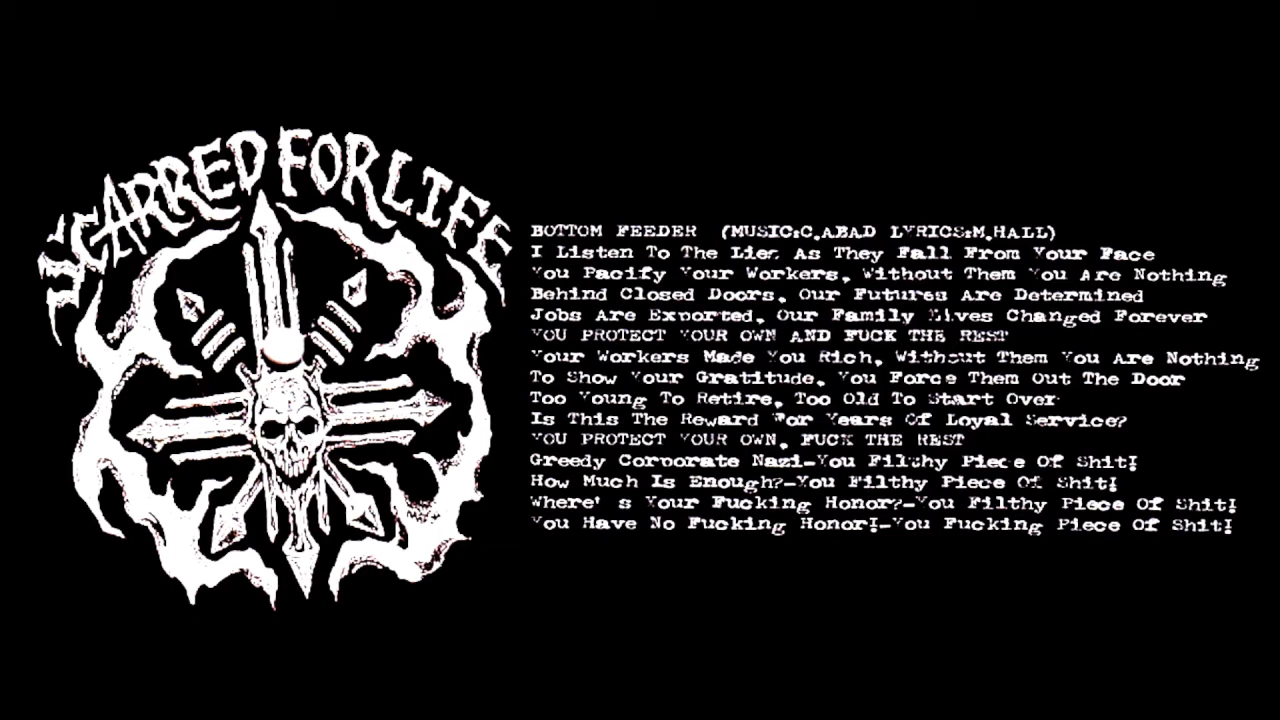 SCARRED FOR LIFE
BOTTOM FEEDER (MUSIC:C.ABAD LYRICS:M.HALL)
I Listen To The Lies As They Fall From Your Face
You Pacify Your Workers, Without Them You Are Nothing
Behind Closed Doors, Our Futures Are Determined
Jobs Are Exported, Our Family Lives Changed Forever
YOU PROTECT YOUR OWN AND FUCK THE REST
Your Workers Made You Rich, Without Them You Are Nothing
To Show Your Gratitude, You Force Them Out The Door
Too Young To Retire, Too Old To Start Over
Is This The Reward For Years Of Loyal Service?
YOU PROTECT YOUR OWN, FUCK THE REST
Greedy Corporate Nazi-You Filthy Piece Of Shit!
How Much Is Enough?-You Filthy Piece Of Shit!
Where's Your Fucking Honor?-You Filthy Piece Of Shit!
You Have No Fucking Honor!-You Fucking Piece Of Shit!